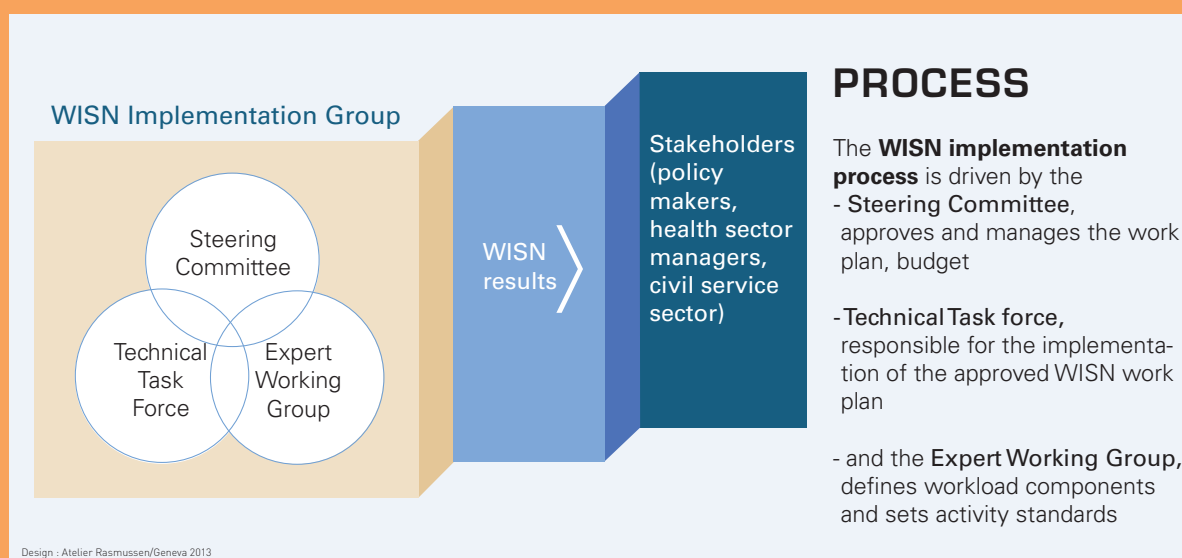 WISN Implementation Group
Steering
Committee
Technical
Task
Force
Expert
Working
Group
WISN
results
Stakeholders
(policy
makers,
health sector
managers,
civil service
sector)
PROCESS
The WISN implementation
process is driven by the
- Steering Committee,
approves and manages the work
plan, budget
- Technical Task force,
responsible for the implementa-
tion of the approved WISN work
plan
- and the Expert Working Group,
defines workload components
and sets activity standards
Design : Atelier Rasmussen/Geneva 2013